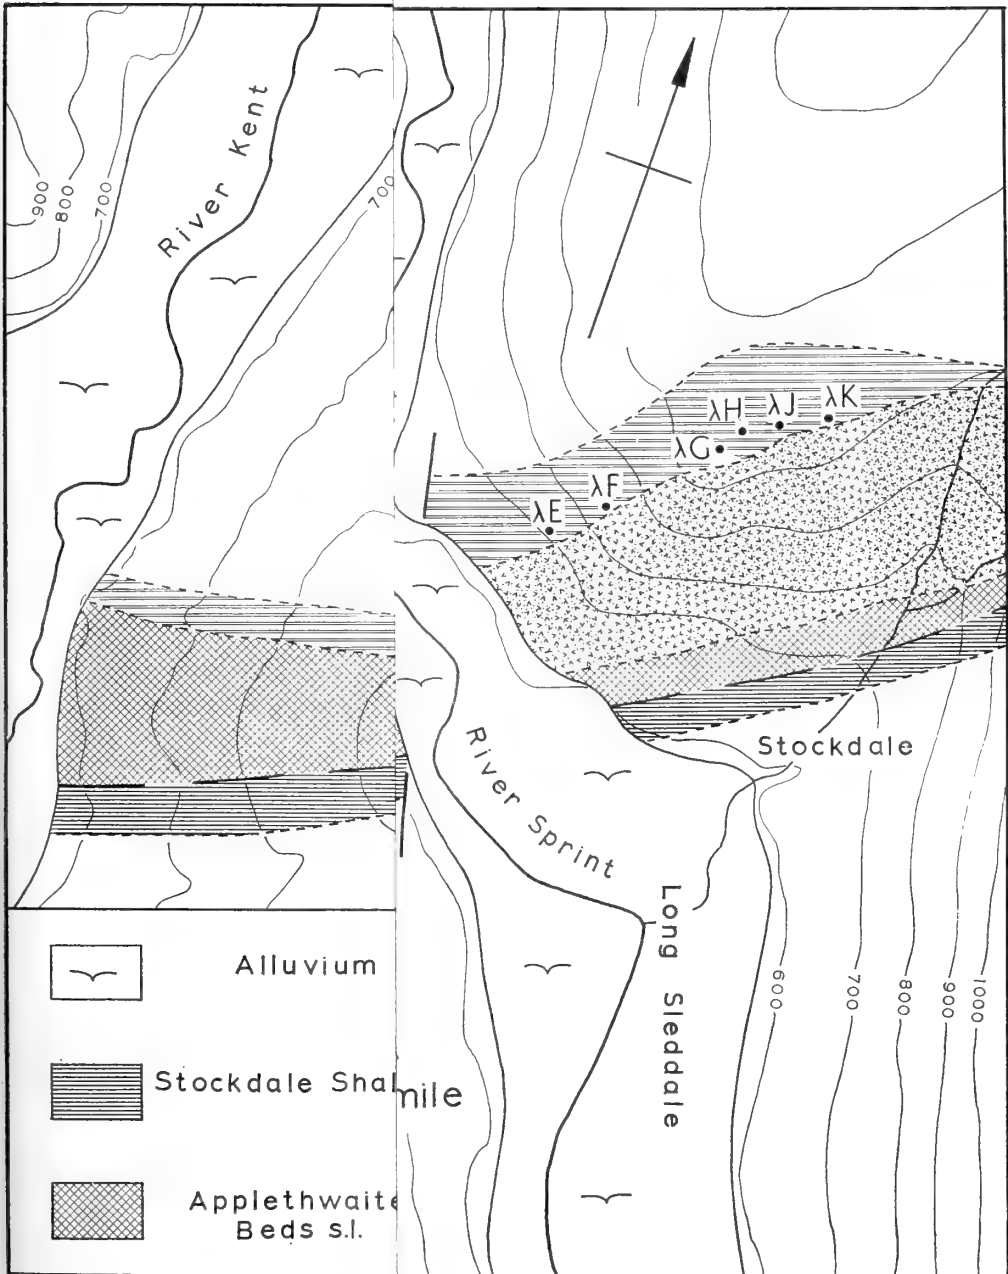 River Kent
900
800
700
700
λH
λJ
λK
λG
λF
λE
Stockdale
River Sprint
Long Sleddale
600
700
800
900
1000
Alluvium
Stockdale Shal
mile
Applethwaite
Beds s.l.